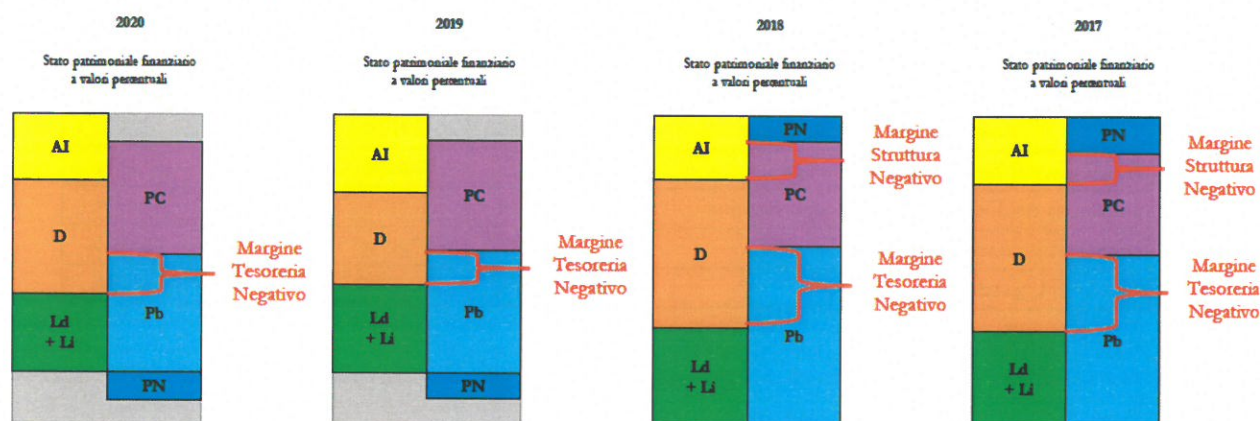 2020
Stato patrimoniale finanziario
a valori percentuali
AI
PC
D
Margine
Tesoreria
Negativo
Pb
Ld
+ Li
PN
2019
Stato patrimoniale finanziario
a valori percentuali
AI
PC
D
Margine
Tesoreria
Negativo
Pb
Ld
+ Li
PN
2018
Stato patrimoniale finanziario
a valori percentuali
PN
AI
Margine
Struttura
Negativo
PC
D
Margine
Tesoreria
Negativo
Pb
Ld
+ Li
2017
Stato patrimoniale finanziario
a valori percentuali
PN
AI
Margine
Struttura
Negativo
PC
D
Margine
Tesoreria
Negativo
Pb
Ld
+ Li